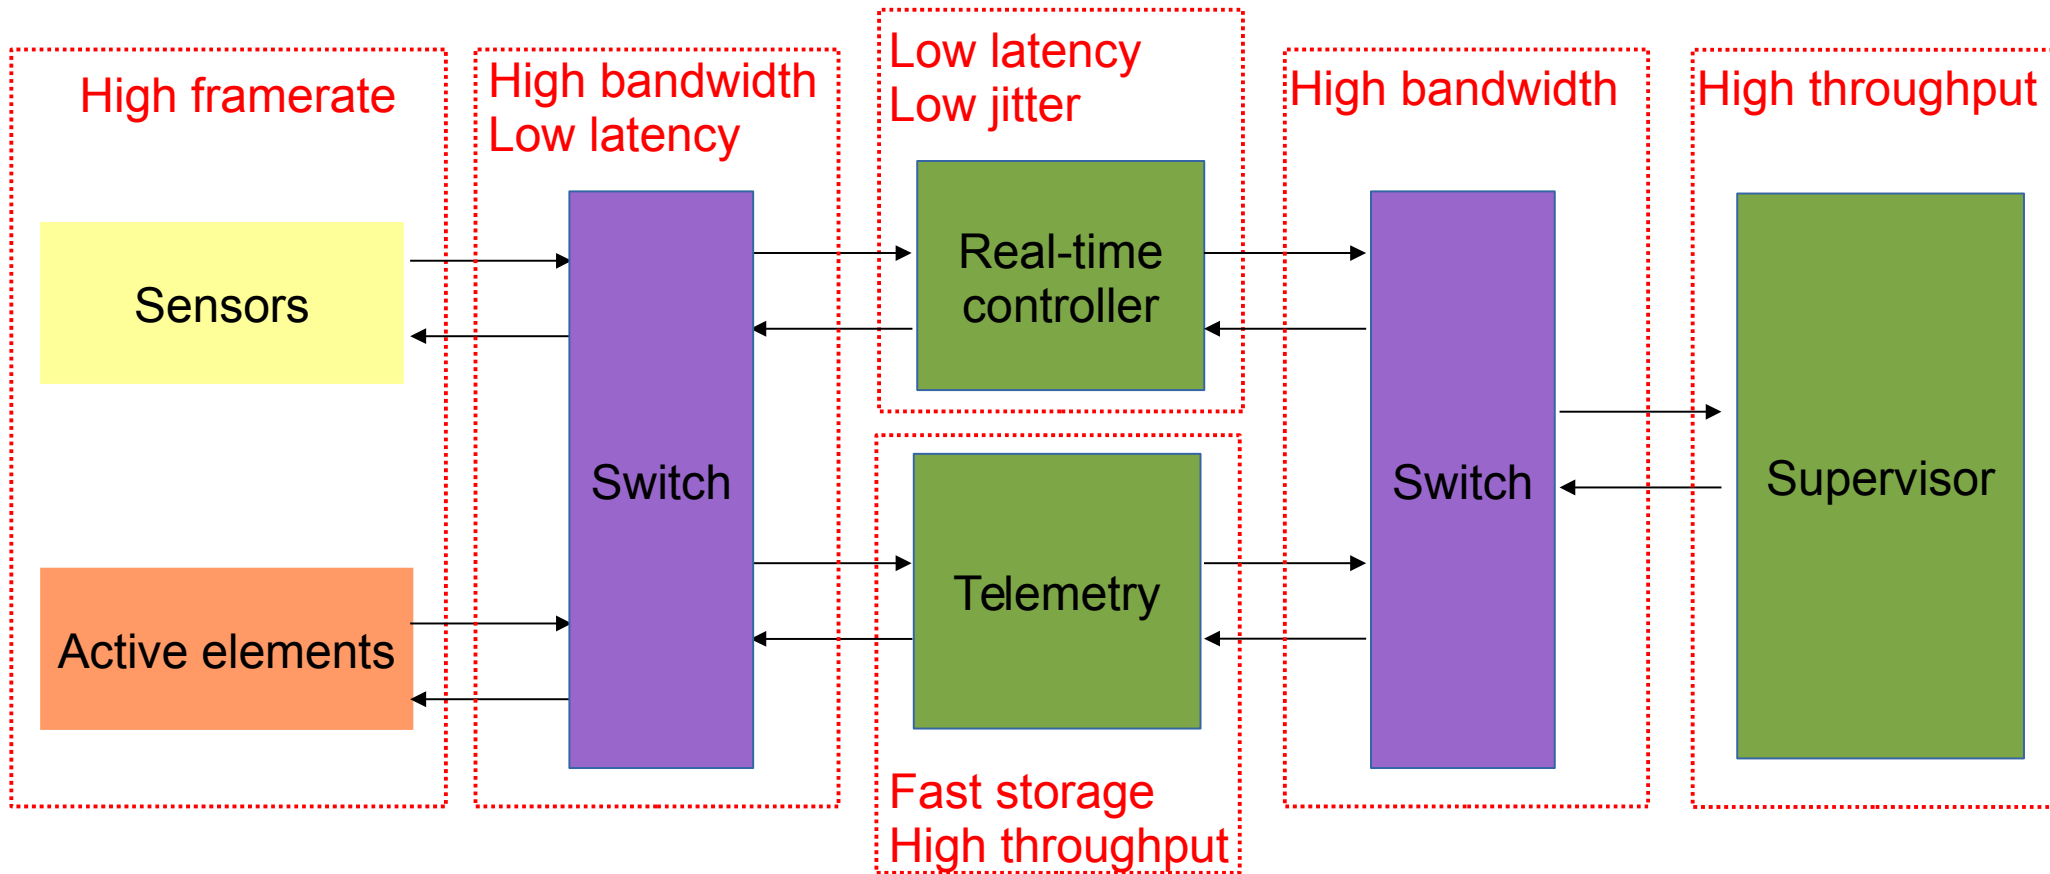 High framerate
Sensors
Active elements
High bandwidth
Low latency
Switch
Low latency
Low jitter
Real-time
controller
Telemetry
Fast storage
High throughput
High bandwidth
Switch
High throughput
Supervisor